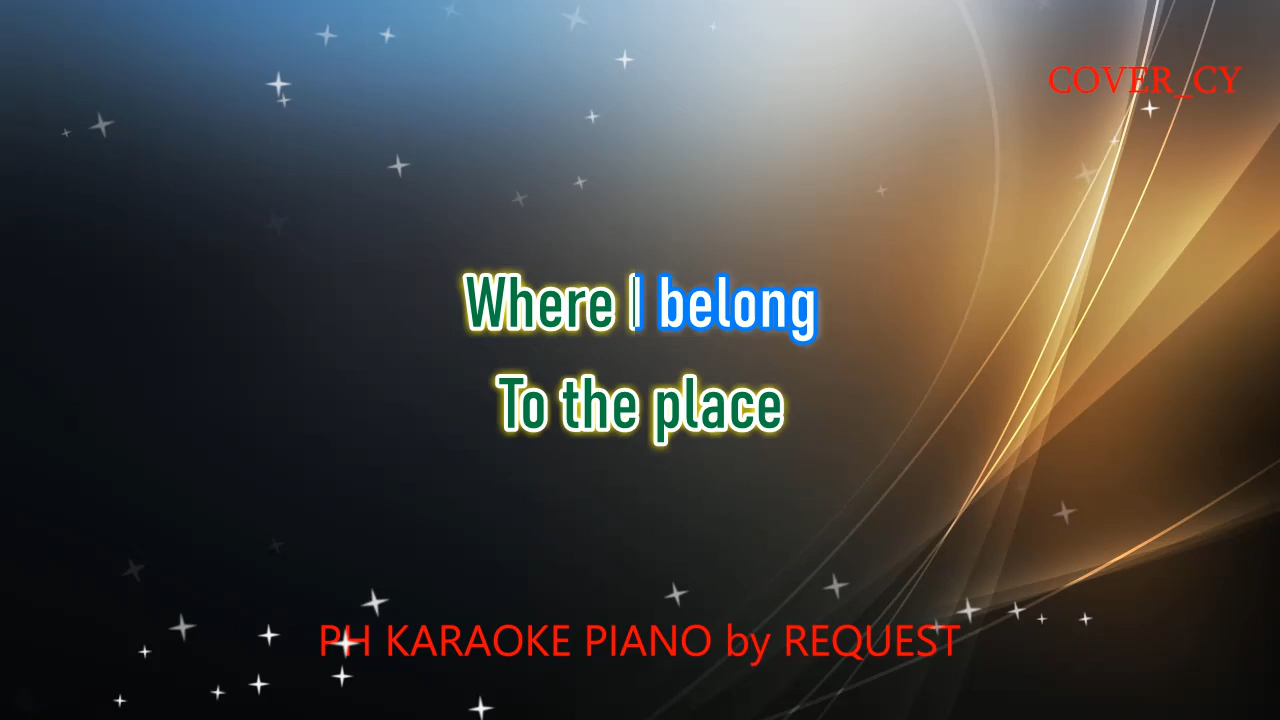 COVER_CY
Where I belong
To the place
PH KARAOKE PIANO by REQUEST